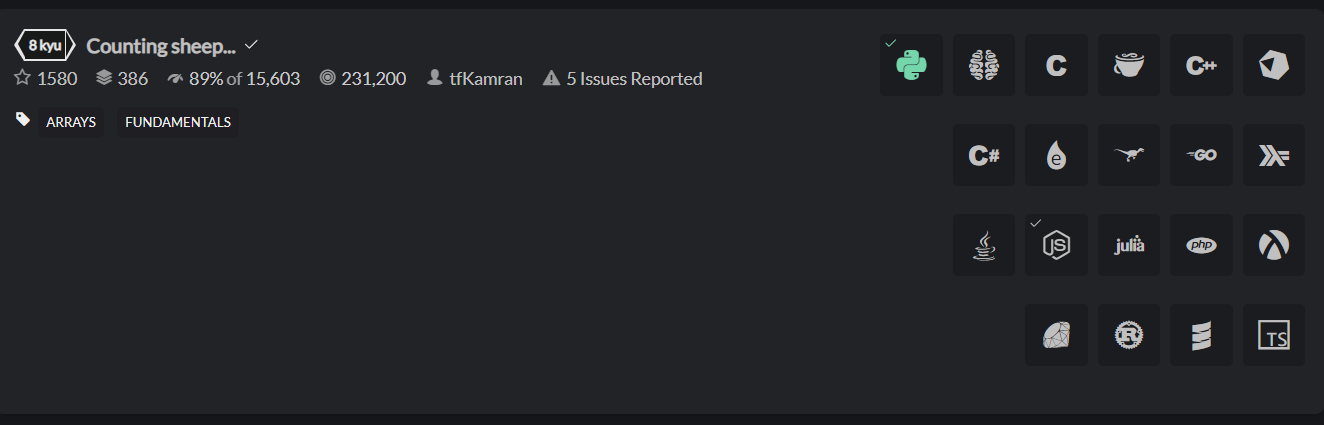 8 kyu Counting sheep...
1580 386 89% of 15,603 231,200 tfKamran 5 Issues Reported
ARRAYS FUNDAMENTALS
C C++
C# e GO
JS julia php
R TS